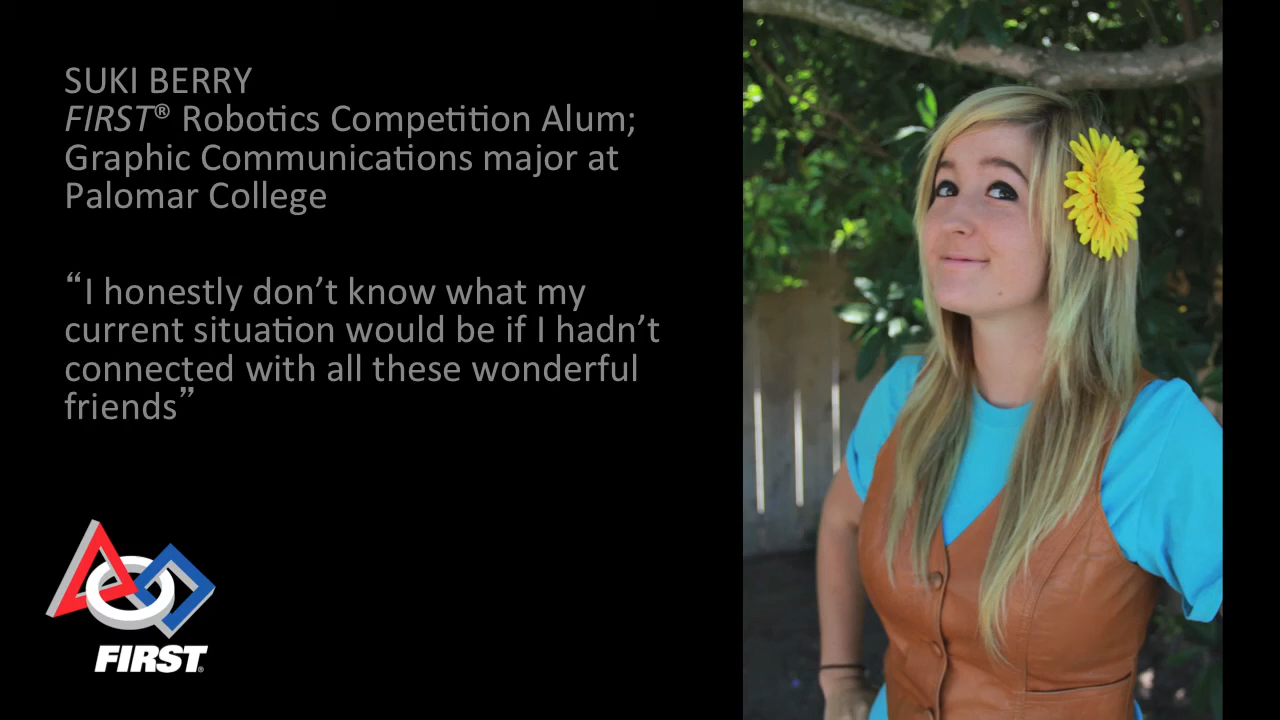 SUKI BERRY
FIRST® Robotics Competition Alum;
Graphic Communications major at
Palomar College
“I honestly don’t know what my
current situation would be if I hadn’t
connected with all these wonderful
friends”
FIRST®